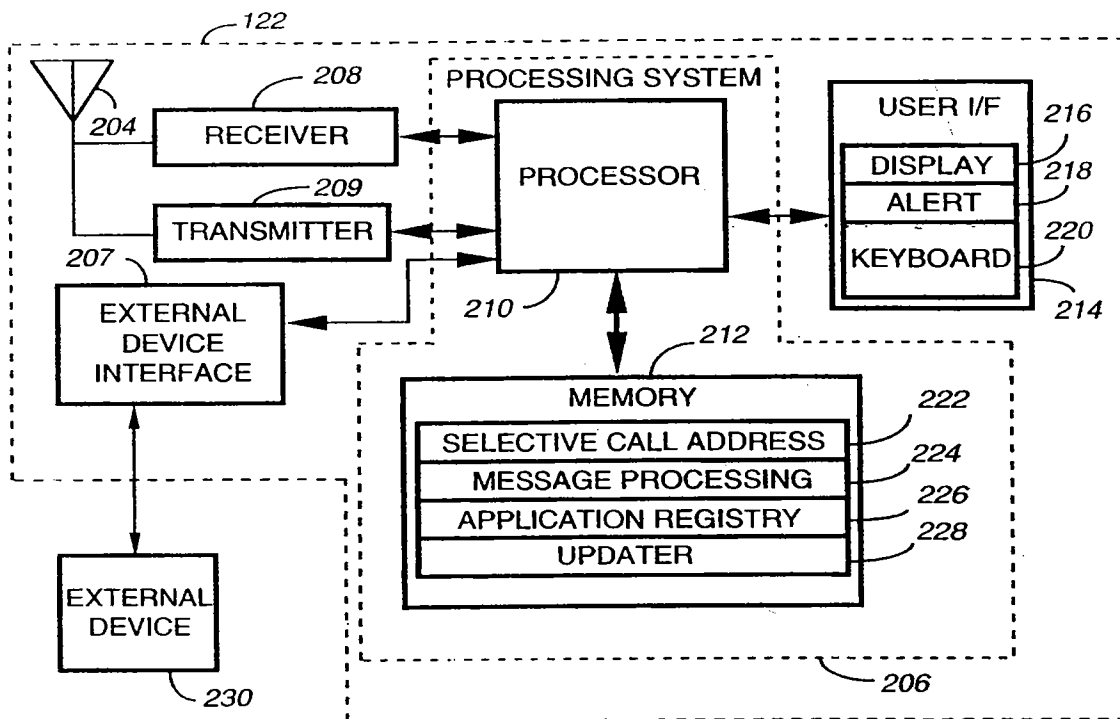 122
208
PROCESSING SYSTEM
204
RECEIVER
209
TRANSMITTER
207
EXTERNAL
DEVICE
INTERFACE
PROCESSOR
210
USER I/F
216
DISPLAY
218
ALERT
220
KEYBOARD
214
212
MEMORY
222
SELECTIVE CALL ADDRESS
224
MESSAGE PROCESSING
226
APPLICATION REGISTRY
228
UPDATER
EXTERNAL
DEVICE
230
206